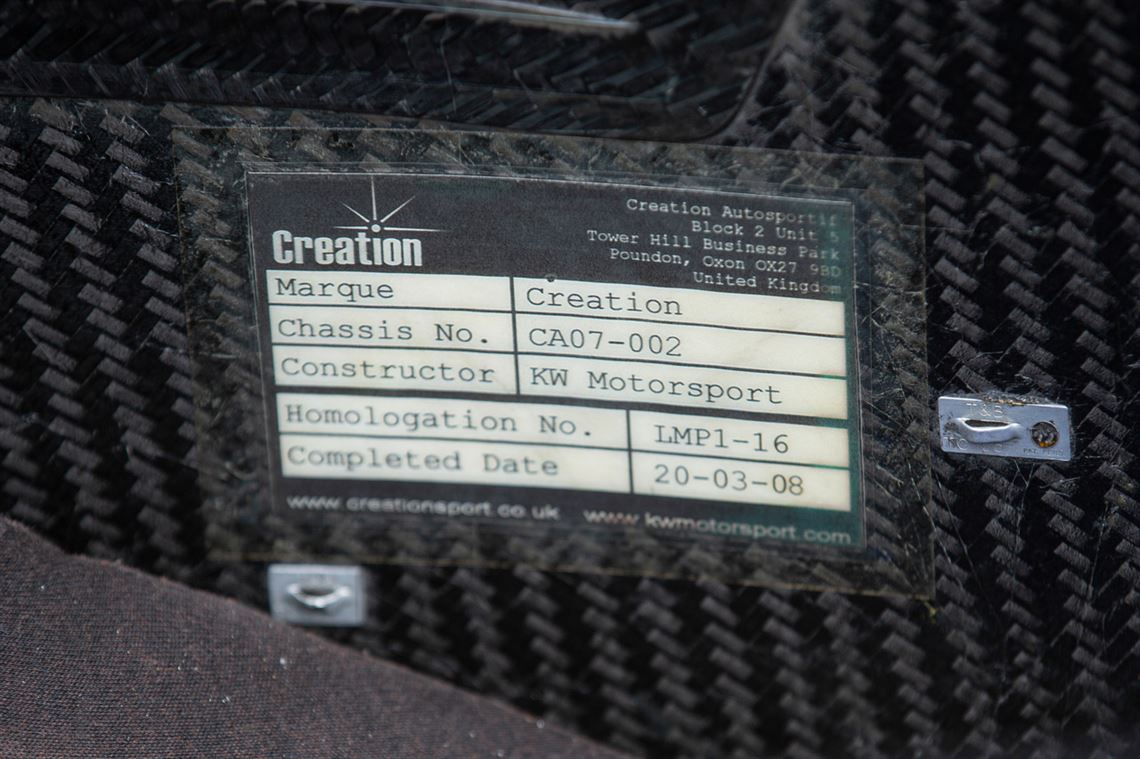 Creation
Creation Autosportif
Block 2 Unit 5
Tower Hill Business Park
Poundon, Oxon OX27 9BD
United Kingdom
Marque Creation
Chassis No. CA07-002
Constructor KW Motorsport
Homologation No. LMP1-16
Completed Date 20-03-08
www.creationsport.co.uk www.kwmotorsport.com
T&B